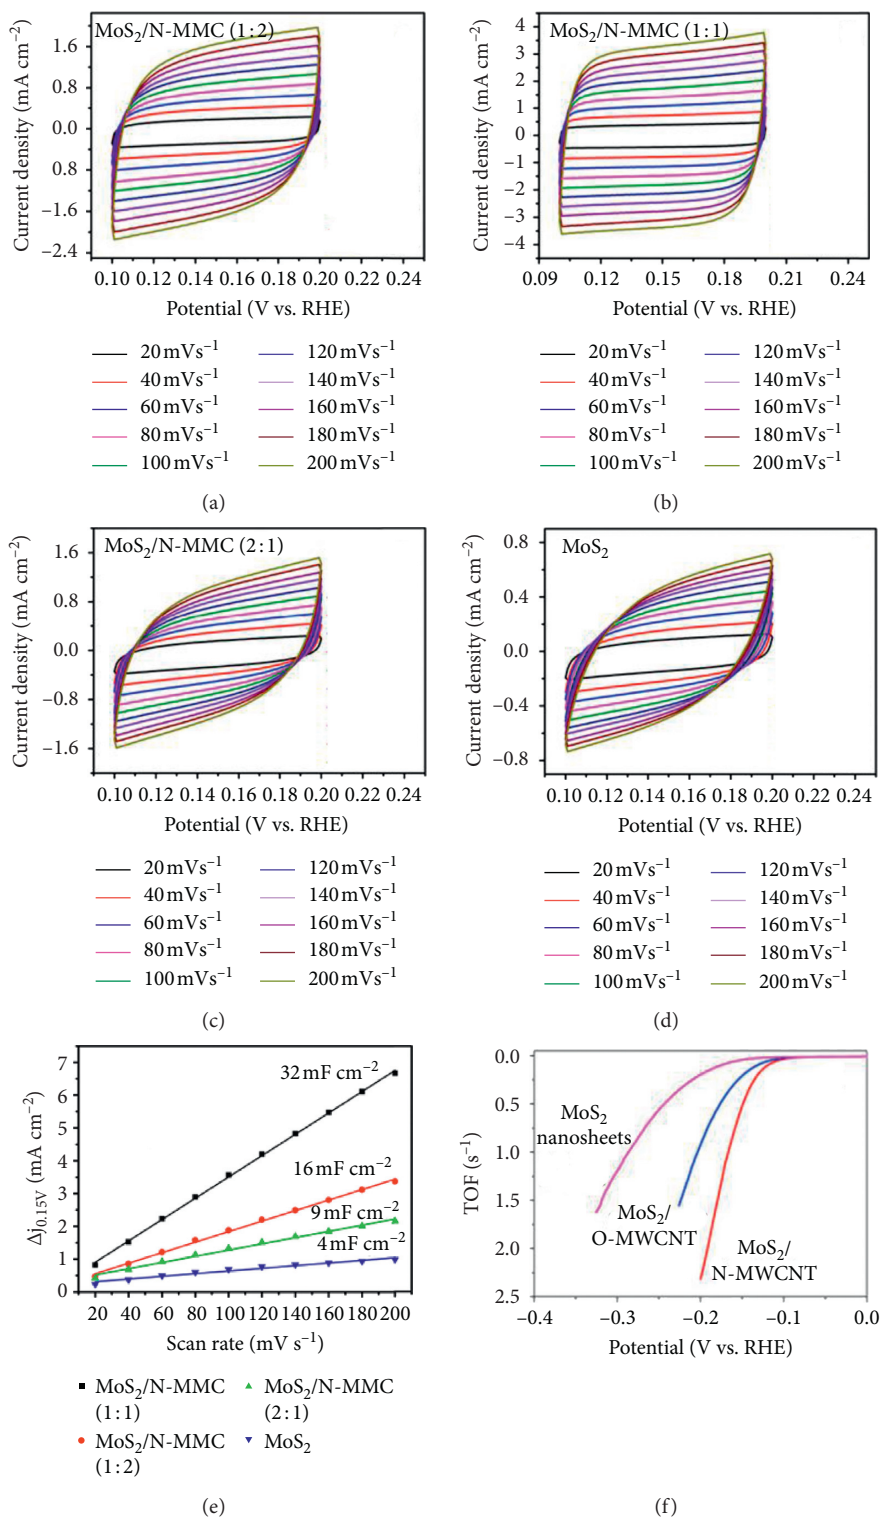 MoS₂/N-MMC (1:2)
Current density (mA cm⁻²)
1.6
0.8
0.0
0.8
−1.6
−2.4
0.10 0.12 0.14 0.16 0.18 0.20 0.22 0.24
Potential (V vs. RHE)
20 mVs⁻¹ 120 mVs⁻¹
40 mVs⁻¹ 140 mVs⁻¹
60 mVs⁻¹ 160 mVs⁻¹
80 mVs⁻¹ 180 mVs⁻¹
100 mVs⁻¹ 200 mVs⁻¹
(a)
MoS₂/N-MMC (1:1)
Current density (mA cm⁻²)
4
3
2
1
0
−1
−2
−3
−4
0.09 0.12 0.15 0.18 0.21 0.24
Potential (V vs. RHE)
20 mVs⁻¹ 120 mVs⁻¹
40 mVs⁻¹ 140 mVs⁻¹
60 mVs⁻¹ 160 mVs⁻¹
80 mVs⁻¹ 180 mVs⁻¹
100 mVs⁻¹ 200 mVs⁻¹
(b)
MoS₂/N-MMC (2:1)
Current density (mA cm⁻²)
1.6
0.8
0.0
−0.8
−1.6
0.10 0.12 0.14 0.16 0.18 0.20 0.22 0.24
Potential (V vs. RHE)
20 mVs⁻¹ 120 mVs⁻¹
40 mVs⁻¹ 140 mVs⁻¹
60 mVs⁻¹ 160 mVs⁻¹
80 mVs⁻¹ 180 mVs⁻¹
100 mVs⁻¹ 200 mVs⁻¹
(c)
MoS₂
Current density (mA cm⁻²)
0.8
0.4
0.0
−0.4
−0.8
0.10 0.12 0.14 0.16 0.18 0.20 0.22 0.24
Potential (V vs. RHE)
20 mVs⁻¹ 120 mVs⁻¹
40 mVs⁻¹ 140 mVs⁻¹
60 mVs⁻¹ 160 mVs⁻¹
80 mVs⁻¹ 180 mVs⁻¹
100 mVs⁻¹ 200 mVs⁻¹
(d)
Δj₀.₁₅V (mA cm⁻²)
7
6
5
4
3
2
1
0
32 mF cm⁻²
16 mF cm⁻²
9 mF cm⁻²
4 mF cm⁻²
20 40 60 80 100 120 140 160 180 200
Scan rate (mV s⁻¹)
MoS₂/N-MMC MoS₂/N-MMC
(1:1) (2:1)
MoS₂/N-MMC MoS₂
(1:2)
(e)
TOF (s⁻¹)
0.0
0.5
1.0
1.5
2.0
2.5
MoS₂
nanosheets
MoS₂/
O-MWCNT
MoS₂/
N-MWCNT
−0.4 −0.3 −0.2 −0.1 0.0
Potential (V vs. RHE)
(f)